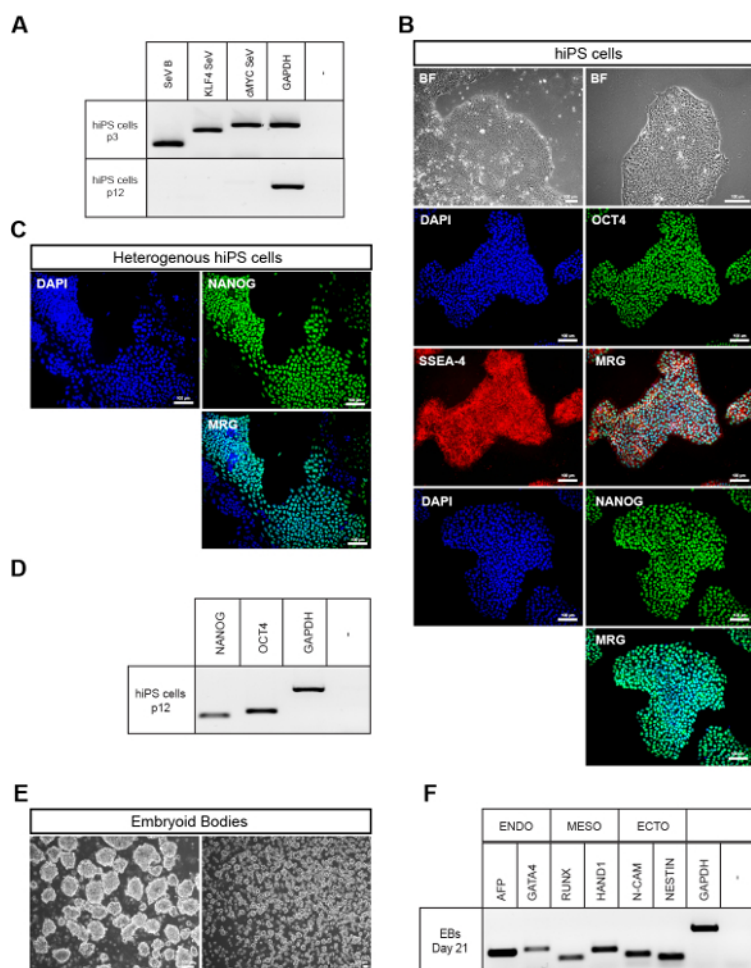 A
SeV B
KLF4 SeV
cMYC SeV
GAPDH
-
hiPS cells
p3
hiPS cells
p12
B
hiPS cells
BF
BF
DAPI
OCT4
SSEA-4
MRG
DAPI
NANOG
MRG
C
Heterogenous hiPS cells
DAPI
NANOG
MRG
D
NANOG
OCT4
GAPDH
-
hiPS cells
p12
E
Embryoid Bodies
F
ENDO
MESO
ECTO
AFP
GATA4
RUNX
HAND1
N-CAM
NESTIN
GAPDH
-
EBs
Day 21